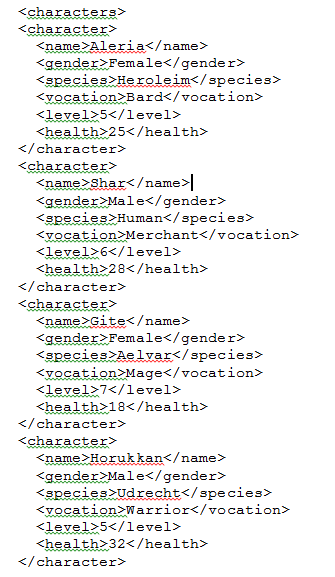 <characters>
<character>
<name>Aleria</name>
<gender>Female</gender>
<species>Heroleim</species>
<vocation>Bard</vocation>
<level>5</level>
<health>25</health>
</character>
<character>
<name>Shar</name>
<gender>Male</gender>
<species>Human</species>
<vocation>Merchant</vocation>
<level>6</level>
<health>28</health>
</character>
<character>
<name>Gite</name>
<gender>Female</gender>
<species>Aelvar</species>
<vocation>Mage</vocation>
<level>7</level>
<health>18</health>
</character>
<character>
<name>Horukkan</name>
<gender>Male</gender>
<species>Udrecht</species>
<vocation>Warrior</vocation>
<level>5</level>
<health>32</health>
</character>